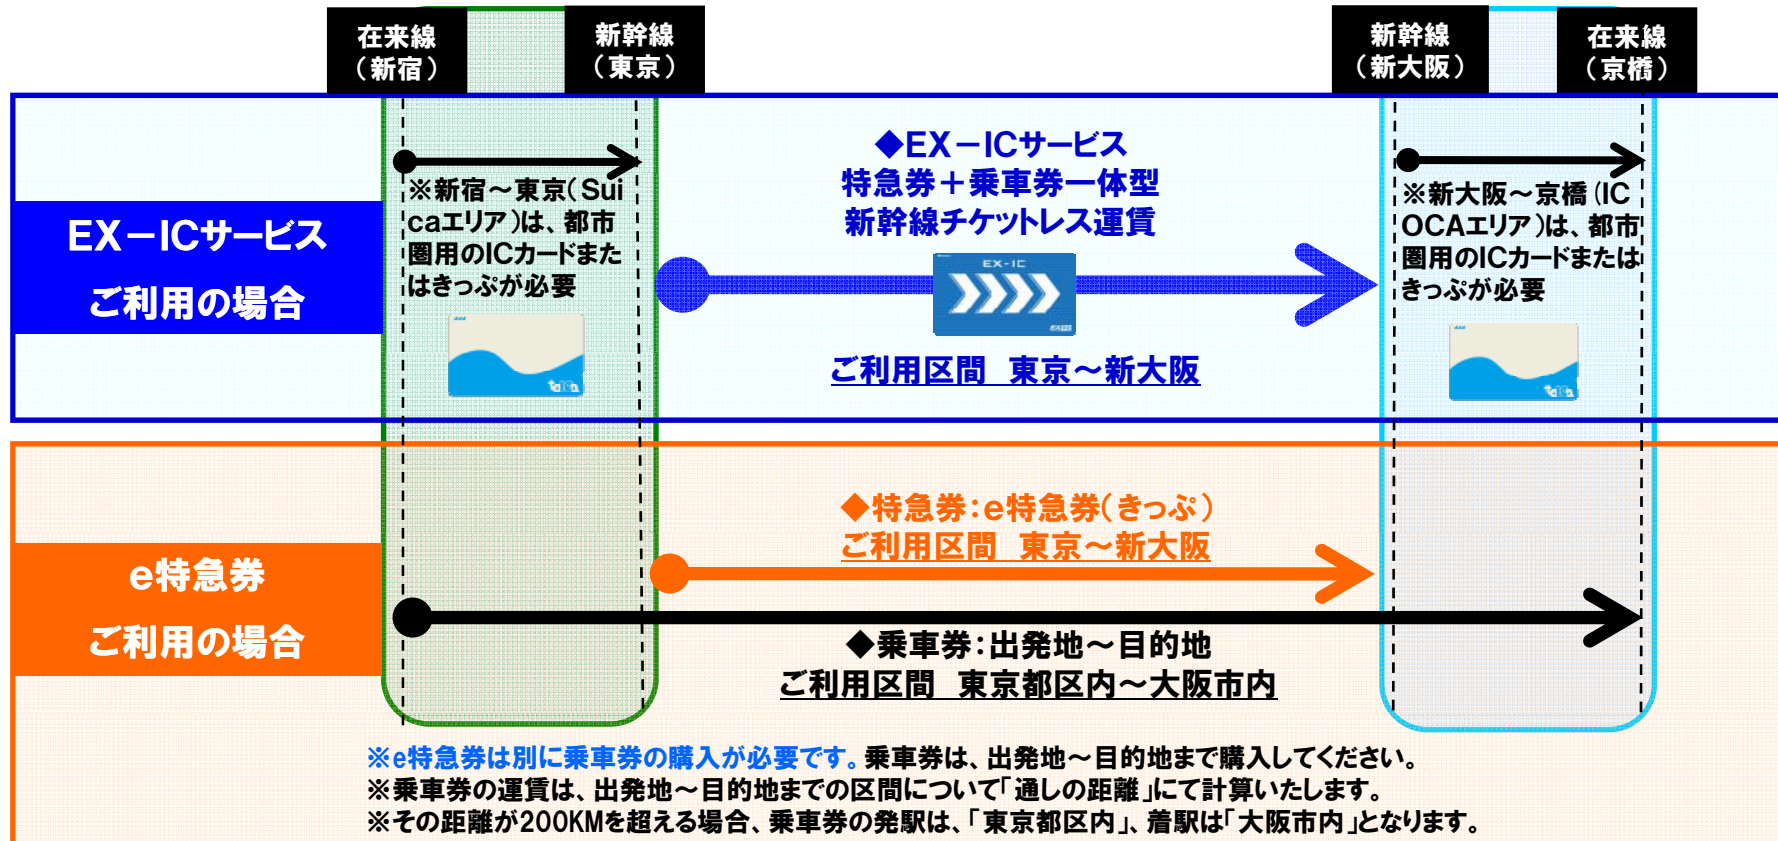 在来線
(新宿)
新幹線
(東京)
新幹線
(新大阪)
在来線
(京橋)
EX-ICサービス
ご利用の場合
※新宿~東京(Sui
caエリア)は、都市
圏用のICカードまた
はきっぷが必要
◆EX-ICサービス
特急券+乗車券一体型
新幹線チケットレス運賃
EX-IC
ご利用区間 東京~新大阪
※新大阪~京橋(IC
OCAエリア)は、都市
圏用のICカードまたは
きっぷが必要
e特急券
ご利用の場合
◆特急券:e特急券(きっぷ)
ご利用区間 東京~新大阪
◆乗車券:出発地~目的地
ご利用区間 東京都区内~大阪市内
※e特急券は別に乗車券の購入が必要です。乗車券は、出発地~目的地まで購入してください。
※乗車券の運賃は、出発地~目的地までの区間について「通しの距離」にて計算いたします。
※その距離が200KMを超える場合、乗車券の発駅は、「東京都区内」、着駅は「大阪市内」となります。